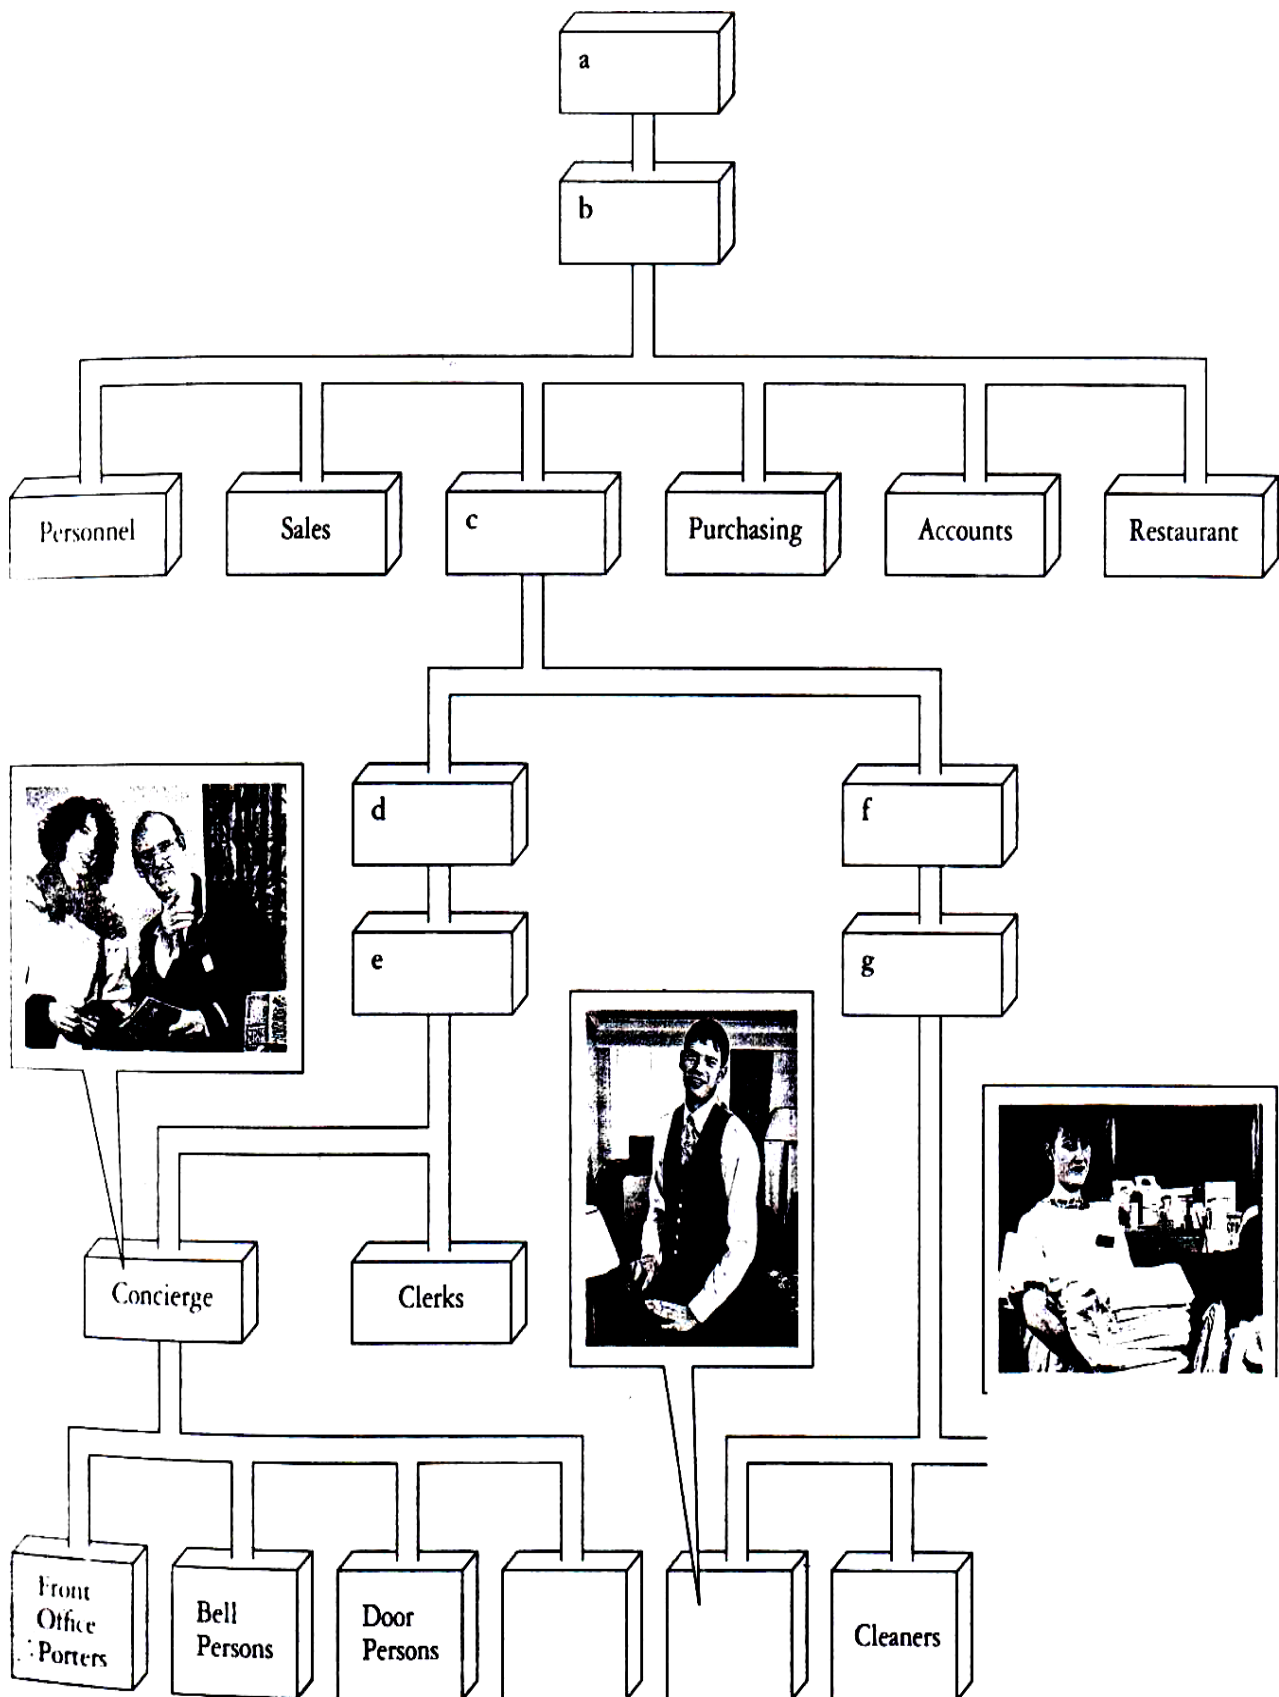 a
b
Personnel
Sales
c
Purchasing
Accounts
Restaurant
d
f
e
g
Concierge
Clerks
Front
Office
Porters
Bell
Persons
Door
Persons
Cleaners